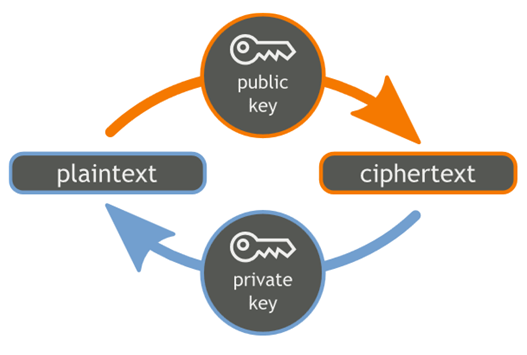 public
key
plaintext
ciphertext
private
key